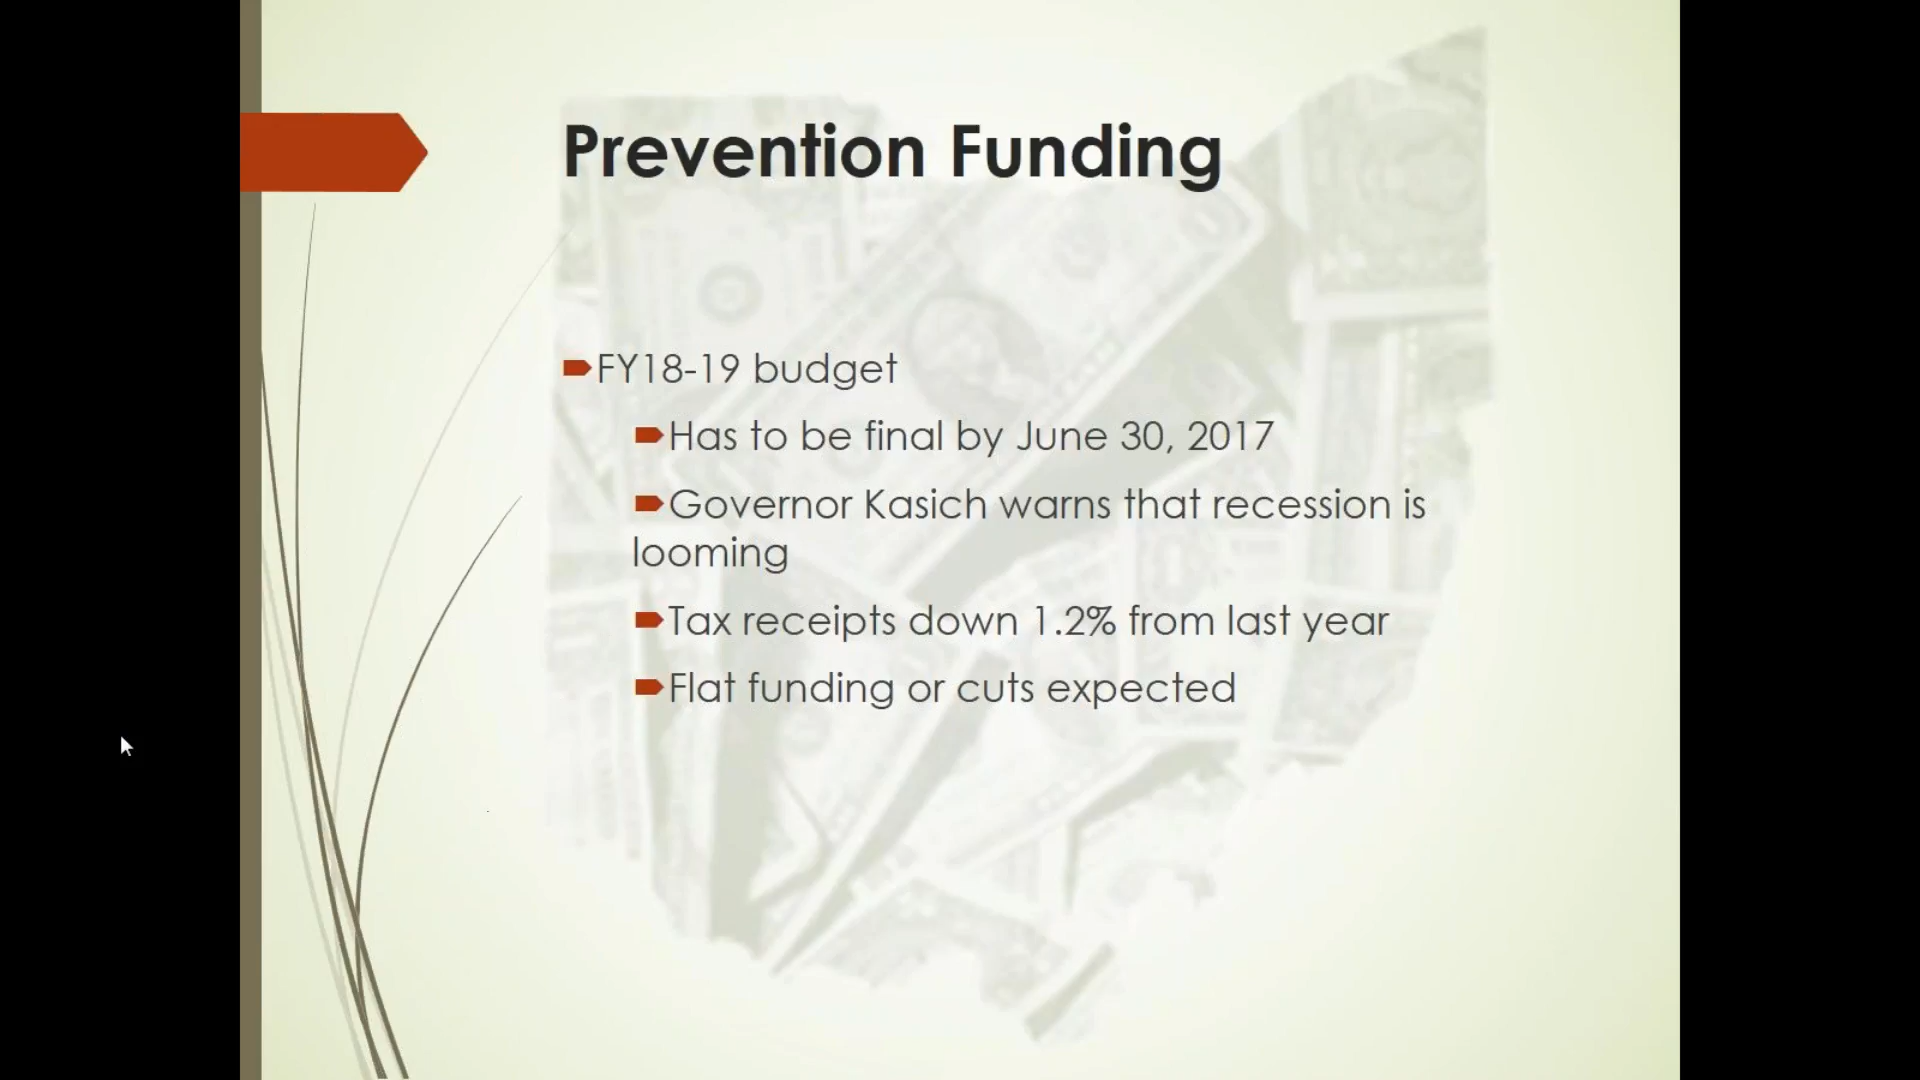 Prevention Funding
FY18-19 budget
Has to be final by June 30, 2017
Governor Kasich warns that recession is
looming
Tax receipts down 1.2% from last year
Flat funding or cuts expected